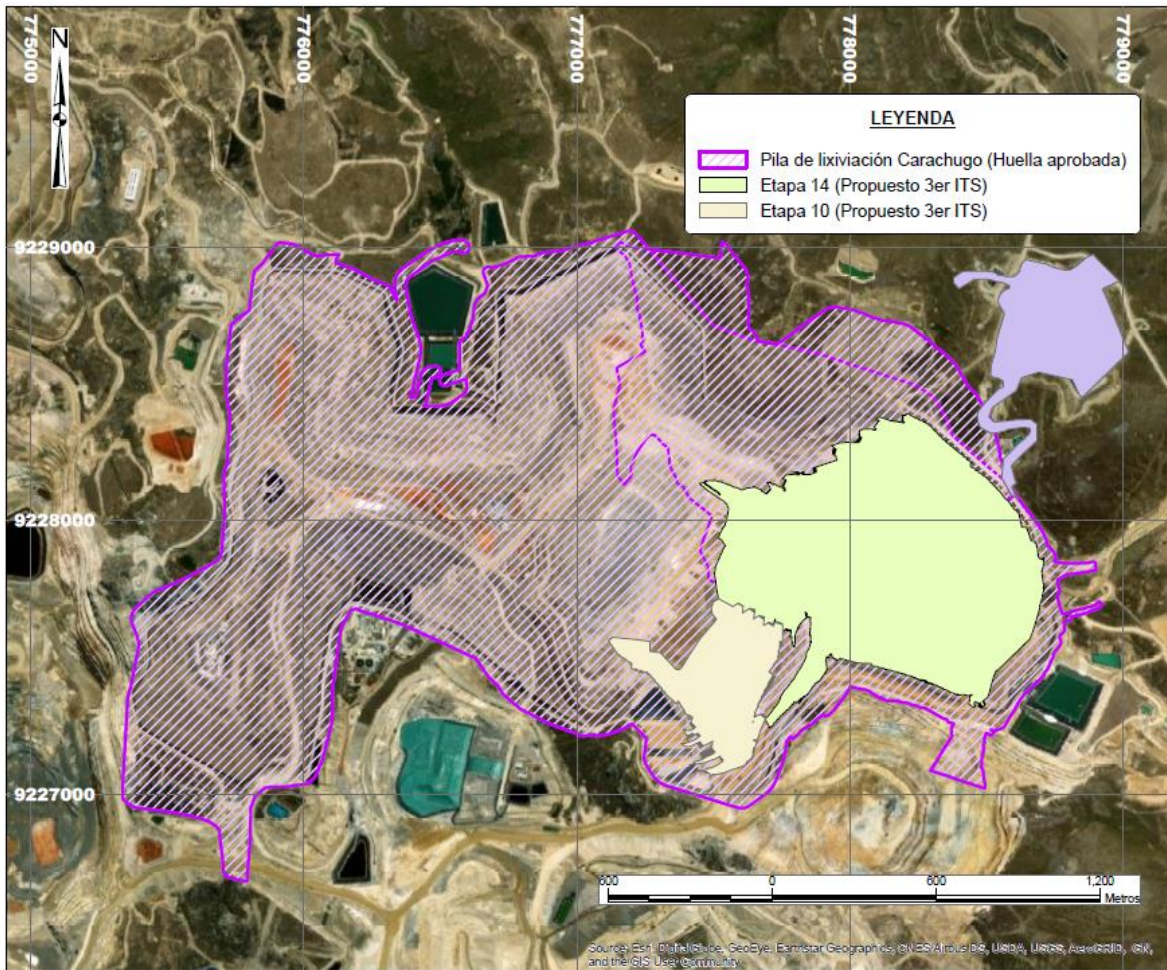 775000
776000
777000
778000
779000
N
LEYENDA
Pila de lixiviación Carachugo (Huella aprobada)
Etapa 14 (Propuesto 3er ITS)
Etapa 10 (Propuesto 3er ITS)
9229000
9228000
9227000
600 0 600 1,200
Metros
Source: Esri, DigitalGlobe, GeoEye, Earthstar Geographics, CNES/Airbus DS, USDA, USGS, AeroGRID, IGN,
and the GIS User Community